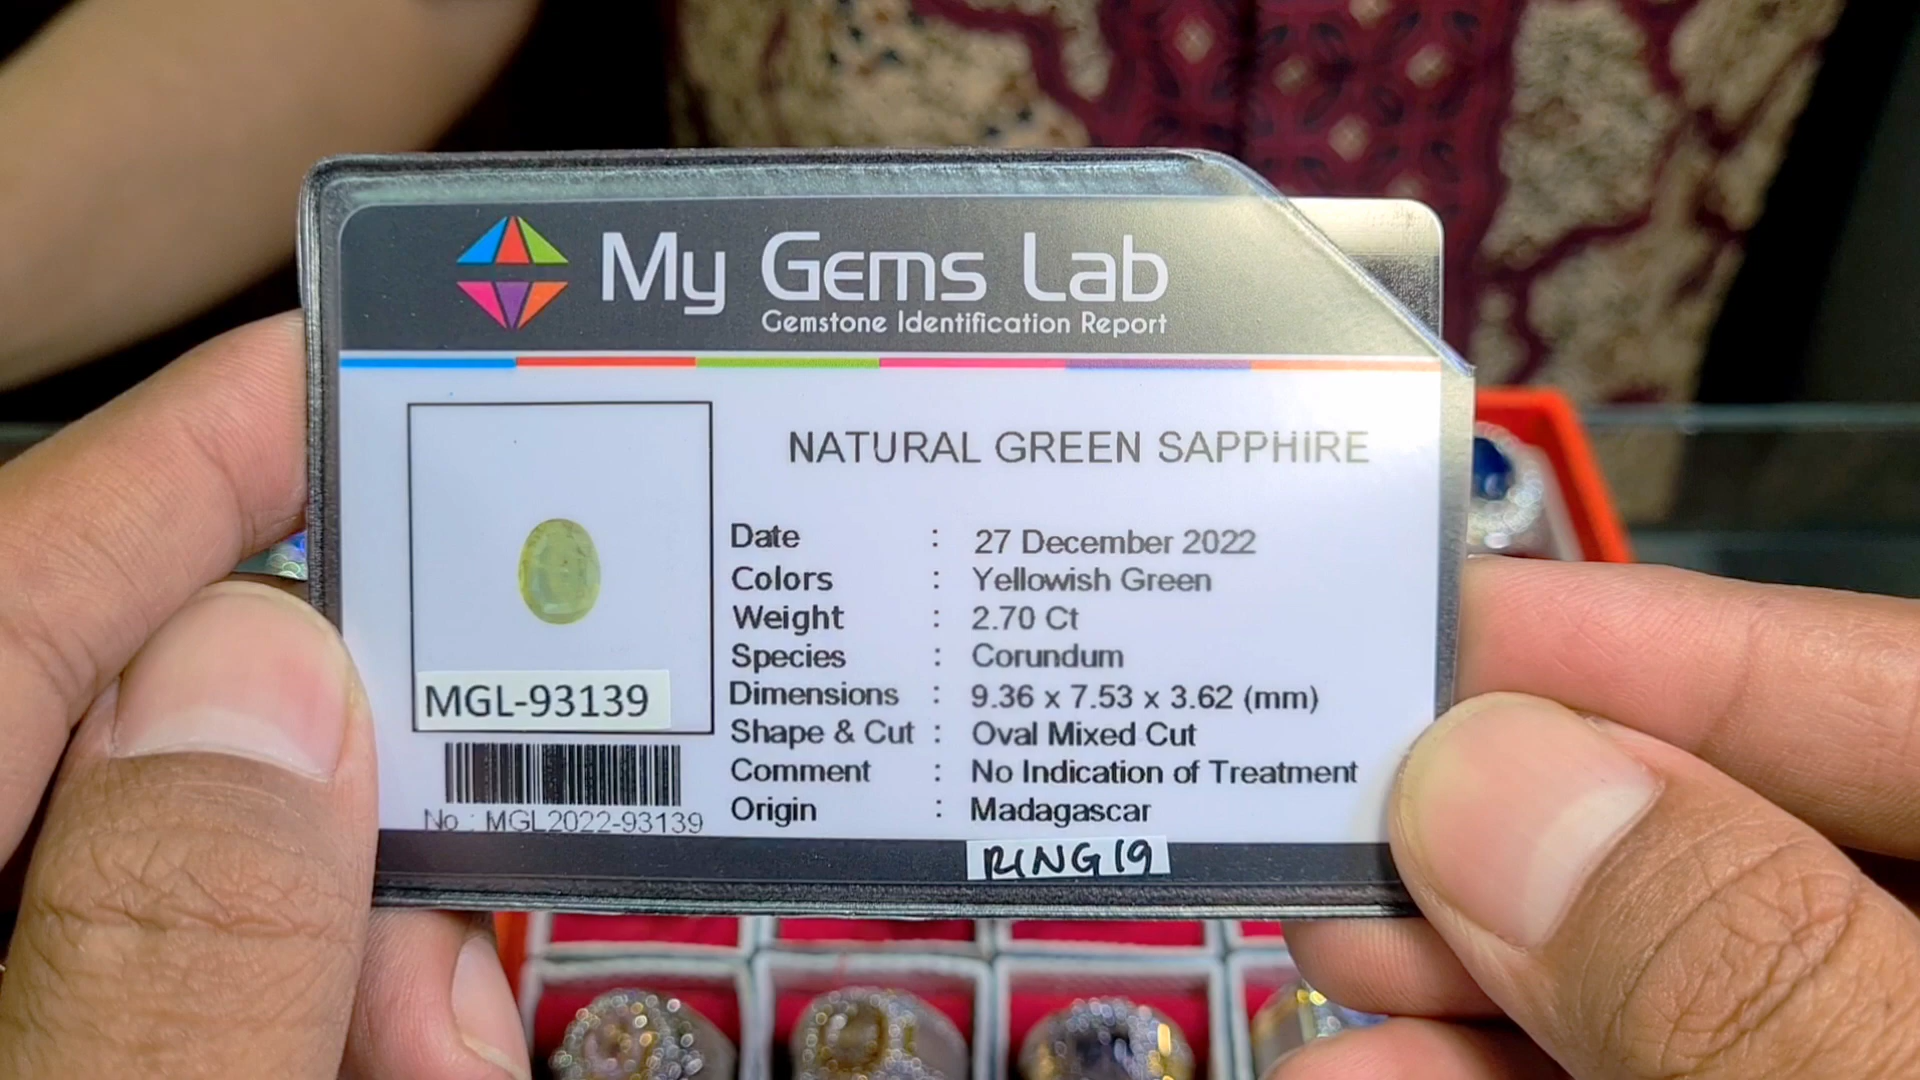 My Gems Lab
Gemstone Identification Report
NATURAL GREEN SAPPHIRE
Date : 27 December 2022
Colors : Yellowish Green
Weight : 2.70 Ct
Species : Corundum
Dimensions : 9.36 x 7.53 x 3.62 (mm)
Shape & Cut : Oval Mixed Cut
Comment : No Indication of Treatment
Origin : Madagascar
MGL-93139
No : MGL2022-93139
RING 19